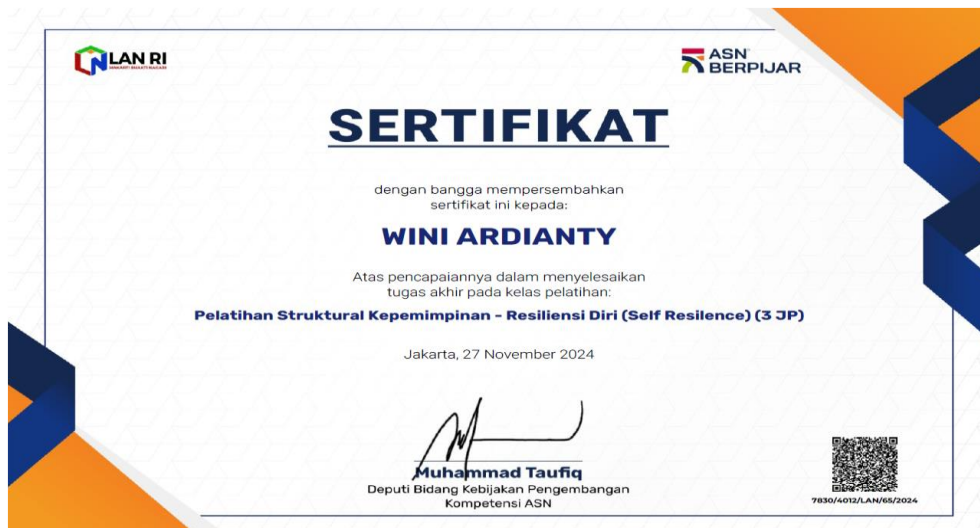 LAN RI
ASN
BERPIJAR
SERTIFIKAT
dengan bangga mempersembahkan
sertifikat ini kepada:
WINI ARDIANTY
Atas pencapaiannya dalam menyelesaikan
tugas akhir pada kelas pelatihan:
Pelatihan Struktural Kepemimpinan - Resiliensi Diri (Self Resilence) (3 JP)
Jakarta, 27 November 2024
Muhammad Taufiq
Deputi Bidang Kebijakan Pengembangan
Kompetensi ASN
7830/4012/LAN/65/2024